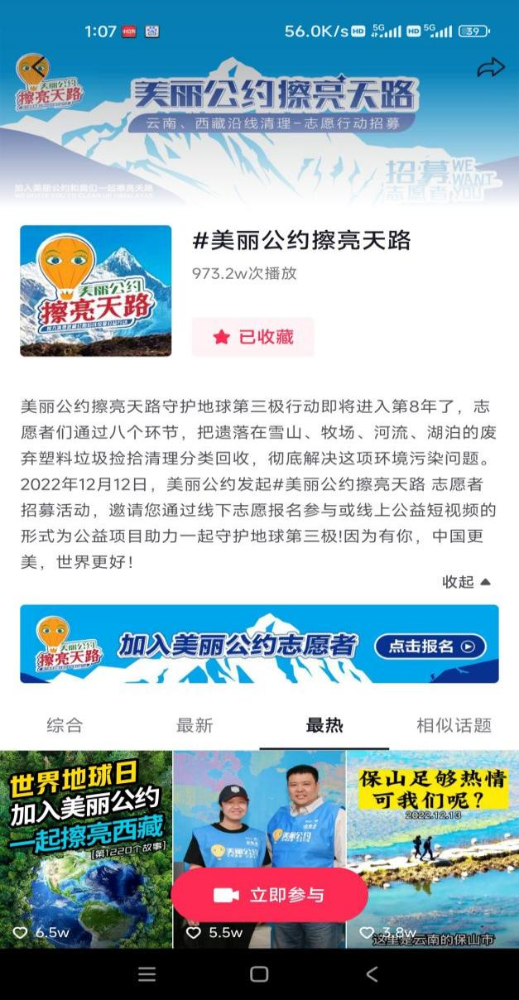 1:07
56.0K/s HD 5G HD 5G 39
美丽公约
擦亮天路
美丽公约擦亮天路
云南、西藏沿线清理-志愿行动招募
招募 WE WANT YOU
志愿者
加入美丽公约和我们一起擦亮天路
WE INVITE YOU TO CLEAN UP HIMALAYAS
美丽公约
擦亮天路
#美丽公约擦亮天路
973.2w次播放
已收藏
美丽公约擦亮天路守护地球第三极行动即将进入第8年了，志
愿者们通过八个环节，把遗落在雪山、牧场、河流、湖泊的废
弃塑料垃圾捡拾清理分类回收，彻底解决这项环境污染问题。
2022年12月12日，美丽公约发起#美丽公约擦亮天路 志愿者
招募活动，邀请您通过线下志愿报名参与或线上公益短视频的
形式为公益项目助力一起守护地球第三极!因为有你，中国更
美，世界更好！
收起
美丽公约
擦亮天路
加入美丽公约志愿者
点击报名
综合
最新
最热
相似话题
世界地球日
加入美丽公约
一起擦亮西藏
[第1220个故事]
6.5w
美丽公约
美丽公约
5.5w
保山足够热情
可我们呢？
2022.12.13
3.8w
这里是云南的保山市
立即参与